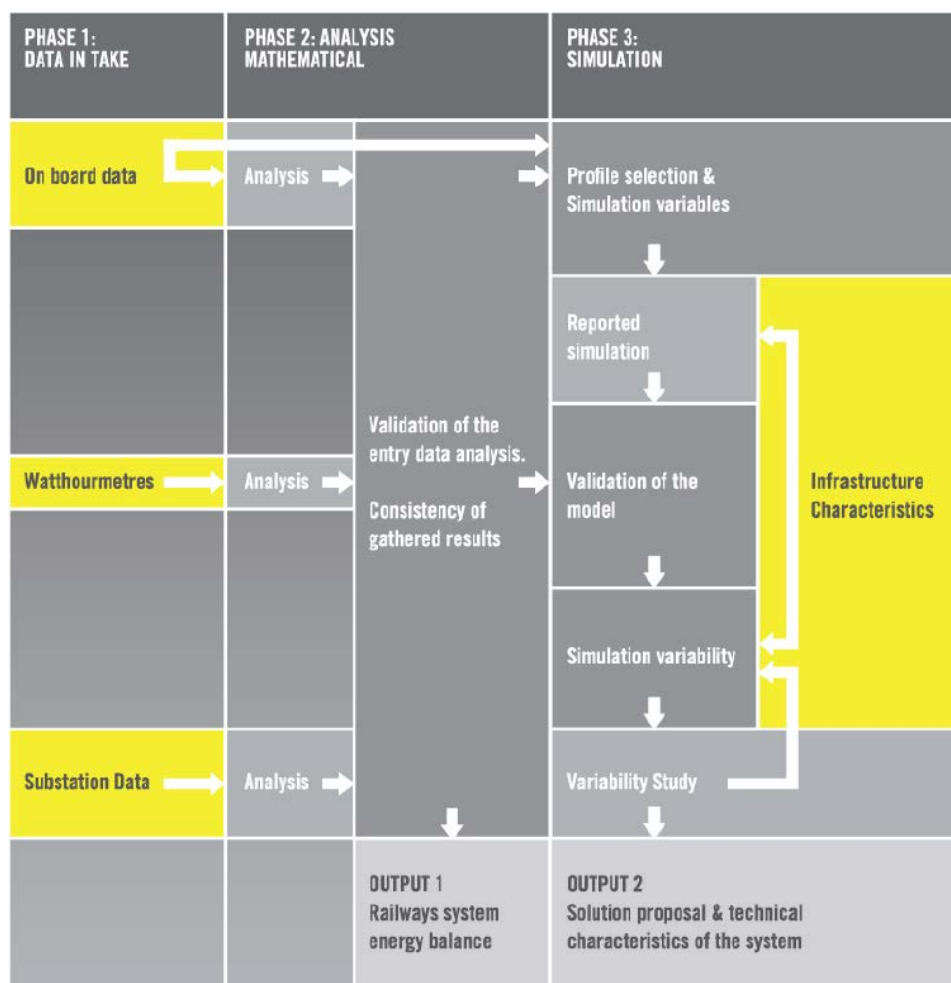 PHASE 1:
DATA IN TAKE
PHASE 2: ANALYSIS
MATHEMATICAL
PHASE 3:
SIMULATION
On board data
Analysis
Profile selection &
Simulation variables
Reported
simulation
Validation of the
entry data analysis.
Consistency of
gathered results
Watthourmetres
Analysis
Validation of the
model
Infrastructure
Characteristics
Simulation variability
Substation Data
Analysis
Variability Study
OUTPUT 1
Railways system
energy balance
OUTPUT 2
Solution proposal & technical
characteristics of the system